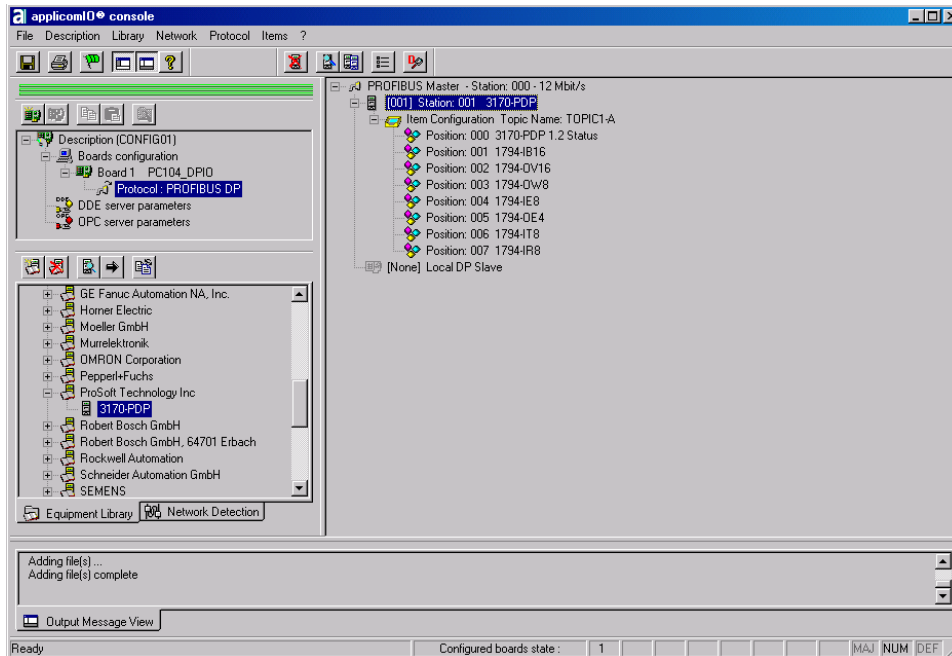 applicomIO® console
File Description Library Network Protocol Items ?
Description (CONFIG01)
Boards configuration
Board 1 PC104_DPIO
Protocol : PROFIBUS DP
DDE server parameters
OPC server parameters
GE Fanuc Automation NA, Inc.
Horner Electric
Moeller GmbH
Murrelektronik
OMRON Corporation
Pepperl+Fuchs
ProSoft Technology Inc
3170-PDP
Robert Bosch GmbH
Robert Bosch GmbH, 64701 Erbach
Rockwell Automation
Schneider Automation GmbH
SEMENS
Equipment Library Network Detection
PROFIBUS Master - Station: 000 - 12 Mbit/s
[001] Station: 001 3170-PDP
Item Configuration Topic Name: TOPIC1-A
Position: 000 3170-PDP 1.2 Status
Position: 001 1794-IB16
Position: 002 1794-OV16
Position: 003 1794-OW8
Position: 004 1794-IE8
Position: 005 1794-OE4
Position: 006 1794-IT8
Position: 007 1794-IR8
[None] Local DP Slave
Adding file(s) ...
Adding file(s) complete
Output Message View
Ready Configured boards state : 1 MAJ NUM DEF